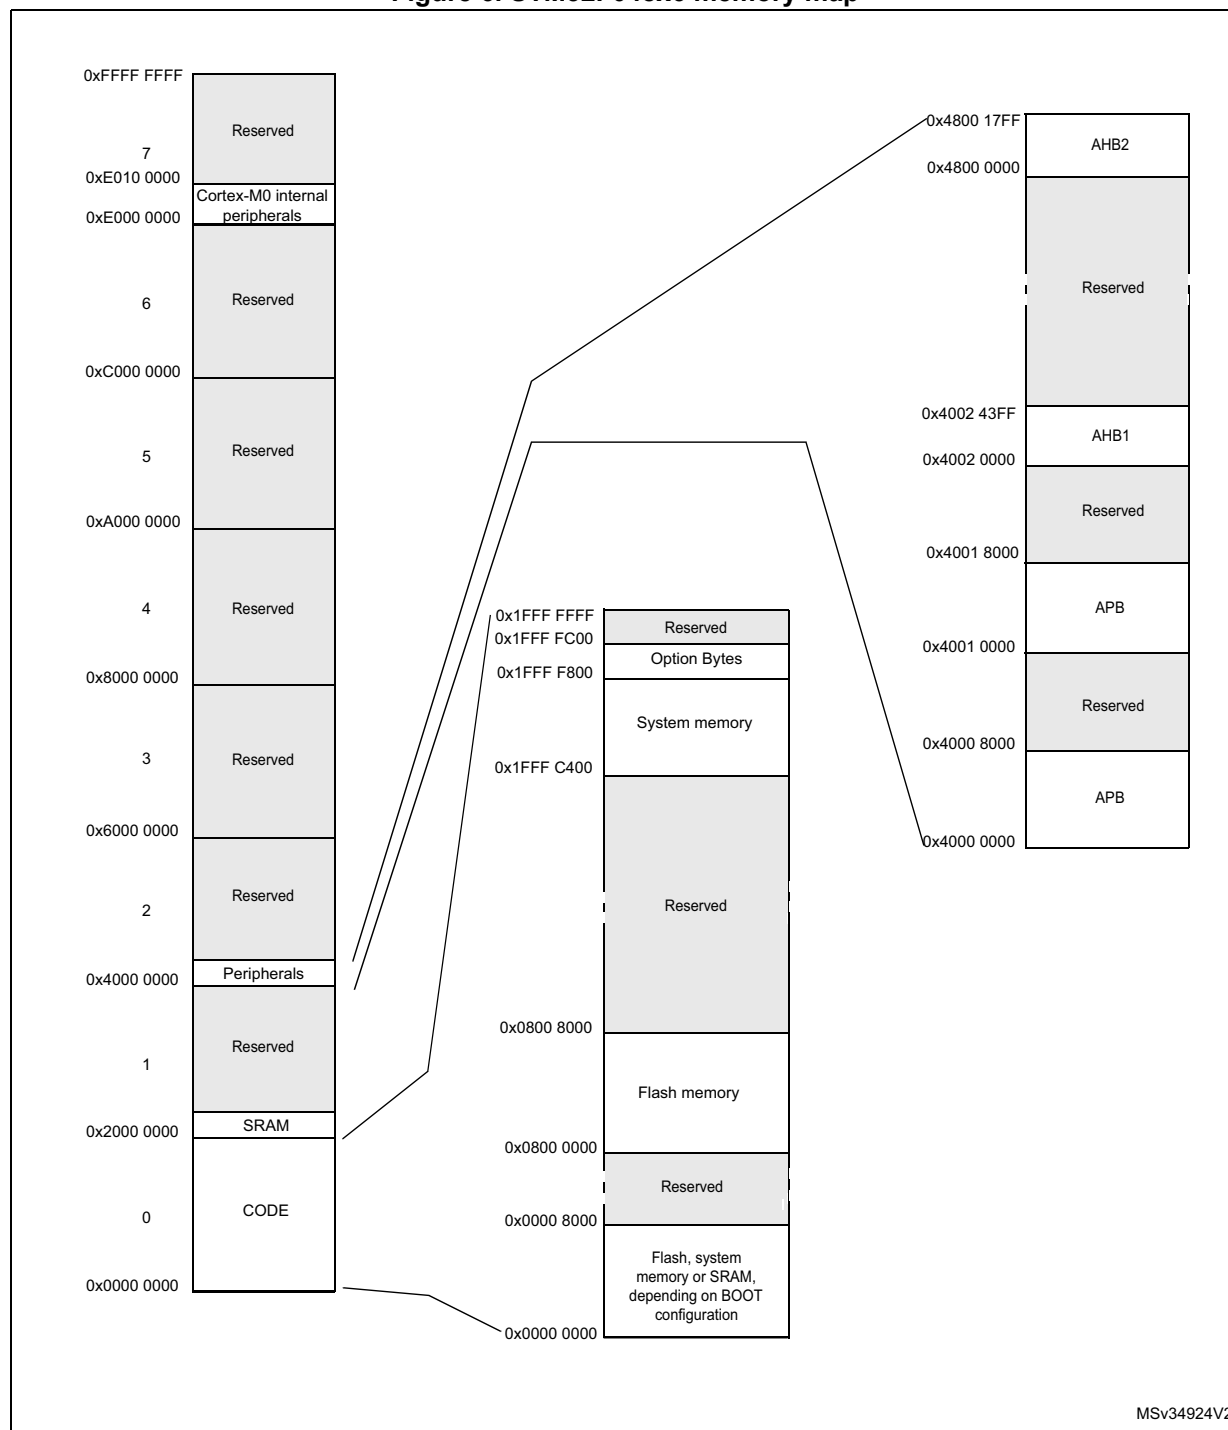 0xFFFF FFFF
Reserved
7
0xE010 0000
Cortex-M0 internal
peripherals
0xE000 0000
Reserved
6
0xC000 0000
Reserved
5
0xA000 0000
Reserved
4
0x8000 0000
Reserved
3
0x6000 0000
Reserved
2
Peripherals
0x4000 0000
Reserved
1
SRAM
0x2000 0000
CODE
0
0x0000 0000
0x1FFF FFFF
Reserved
0x1FFF FC00
Option Bytes
0x1FFF F800
System memory
0x1FFF C400
Reserved
0x0800 8000
Flash memory
0x0800 0000
Reserved
0x0000 8000
Flash, system
memory or SRAM,
depending on BOOT
configuration
0x0000 0000
0x4800 17FF
AHB2
0x4800 0000
Reserved
0x4002 43FF
AHB1
0x4002 0000
Reserved
0x4001 8000
APB
0x4001 0000
Reserved
0x4000 8000
APB
0x4000 0000
MSv34924V2